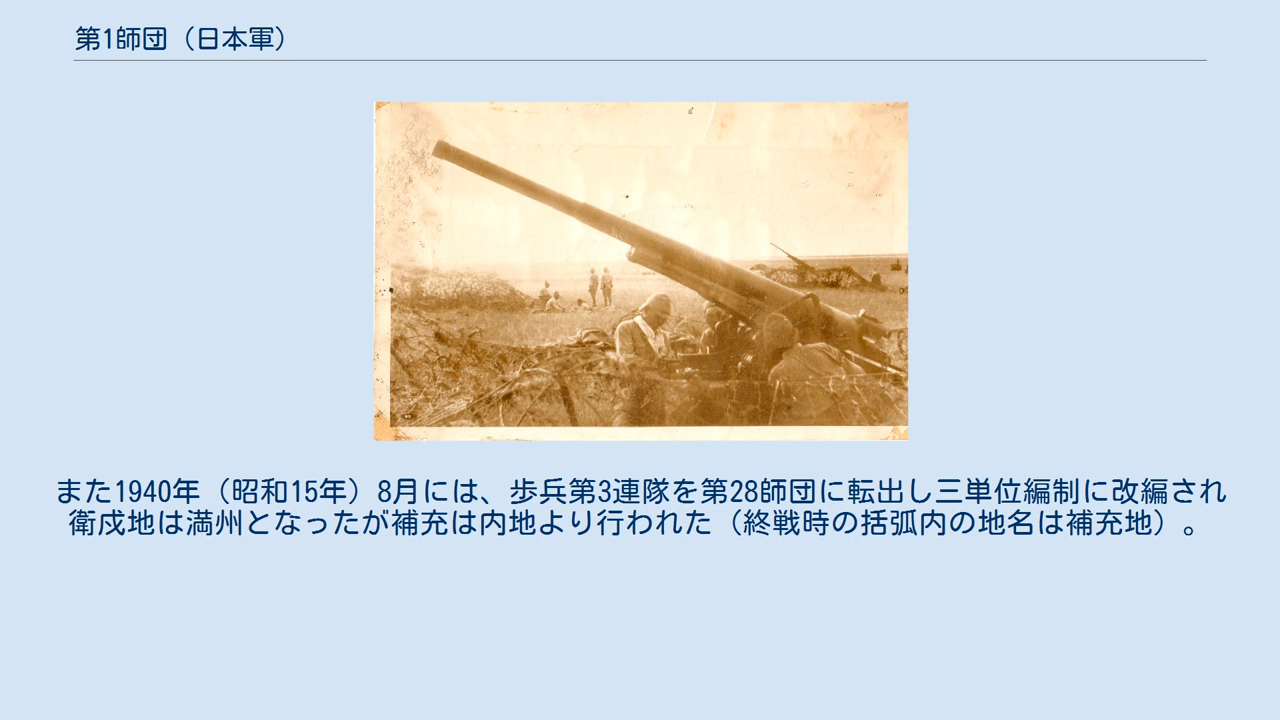 第1師団（日本軍）
また1940年（昭和15年）8月には、歩兵第3連隊を第28師団に転出し三単位編制に改編され
衛戍地は満州となったが補充は内地より行われた（終戦時の括弧内の地名は補充地）。